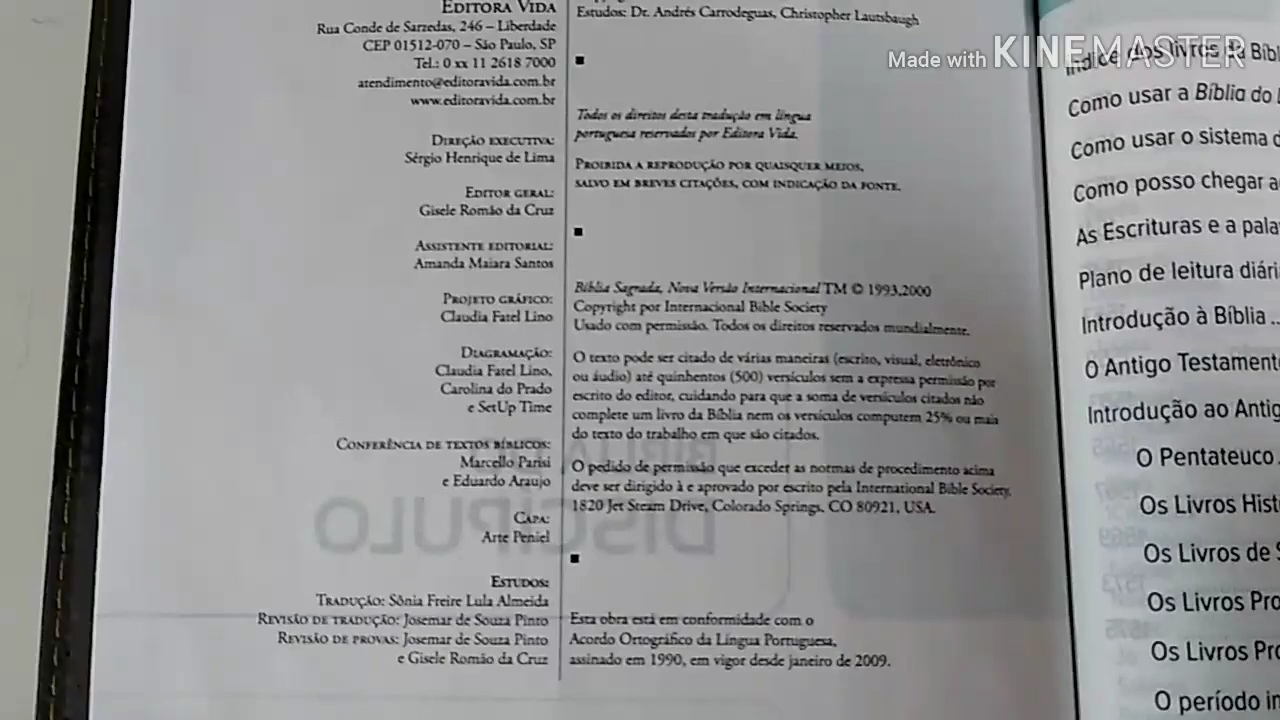 EDITORA VIDA
Rua Conde de Sarzedas, 246 – Liberdade
CEP 01512-070 – São Paulo, SP
Tel.: 0 xx 11 2618 7000
atendimento@editoravida.com.br
www.editoravida.com.br
DIREÇÃO EXECUTIVA:
Sérgio Henrique de Lima
EDITOR GERAL:
Gisele Romão da Cruz
ASSISTENTE EDITORIAL:
Amanda Maiara Santos
PROJETO GRÁFICO:
Claudia Fatel Lino
DIAGRAMAÇÃO:
Claudia Fatel Lino,
Carolina do Prado
e SetUp Time
CONFERÊNCIA DE TEXTOS BÍBLICOS:
Marcello Parisi
e Eduardo Araujo
CAPA:
Arte Peniel
ESTUDOS:
TRADUÇÃO: Sônia Freire Lula Almeida
REVISÃO DE TRADUÇÃO: Josemar de Souza Pinto
REVISÃO DE PROVAS: Josemar de Souza Pinto
e Gisele Romão da Cruz
Estudos: Dr. Andrés Carrodeguas, Christopher Lautsbaugh
Todos os direitos desta tradução em língua
portuguesa reservados por Editora Vida.
PROIBIDA A REPRODUÇÃO POR QUAISQUER MEIOS,
SALVO EM BREVES CITAÇÕES, COM INDICAÇÃO DA FONTE.
Bíblia Sagrada, Nova Versão Internacional TM © 1993,2000
Copyright por Internacional Bible Society
Usado com permissão. Todos os direitos reservados mundialmente.
O texto pode ser citado de várias maneiras (escrito, visual, eletrônico
ou áudio) até quinhentos (500) versículos sem a expressa permissão por
escrito do editor, cuidando para que a soma de versículos citados não
complete um livro da Bíblia nem os versículos computem 25% ou mais
do texto do trabalho em que são citados.
O pedido de permissão que exceder as normas de procedimento acima
deve ser dirigido à e aprovado por escrito pela International Bible Society,
1820 Jet Steam Drive, Colorado Springs, CO 80921, USA.
Esta obra está em conformidade com o
Acordo Ortográfico da Língua Portuguesa,
assinado em 1990, em vigor desde janeiro de 2009.
Made with KINEMASTER
Índice dos livros da Bíbl
Como usar a Bíblia do
Como usar o sistema
Como posso chegar
As Escrituras e a pala
Plano de leitura diári
Introdução à Bíblia ..
O Antigo Testament
Introdução ao Antig
O Pentateuco
Os Livros Hist
Os Livros de
Os Livros Pro
Os Livros Pro
O período in